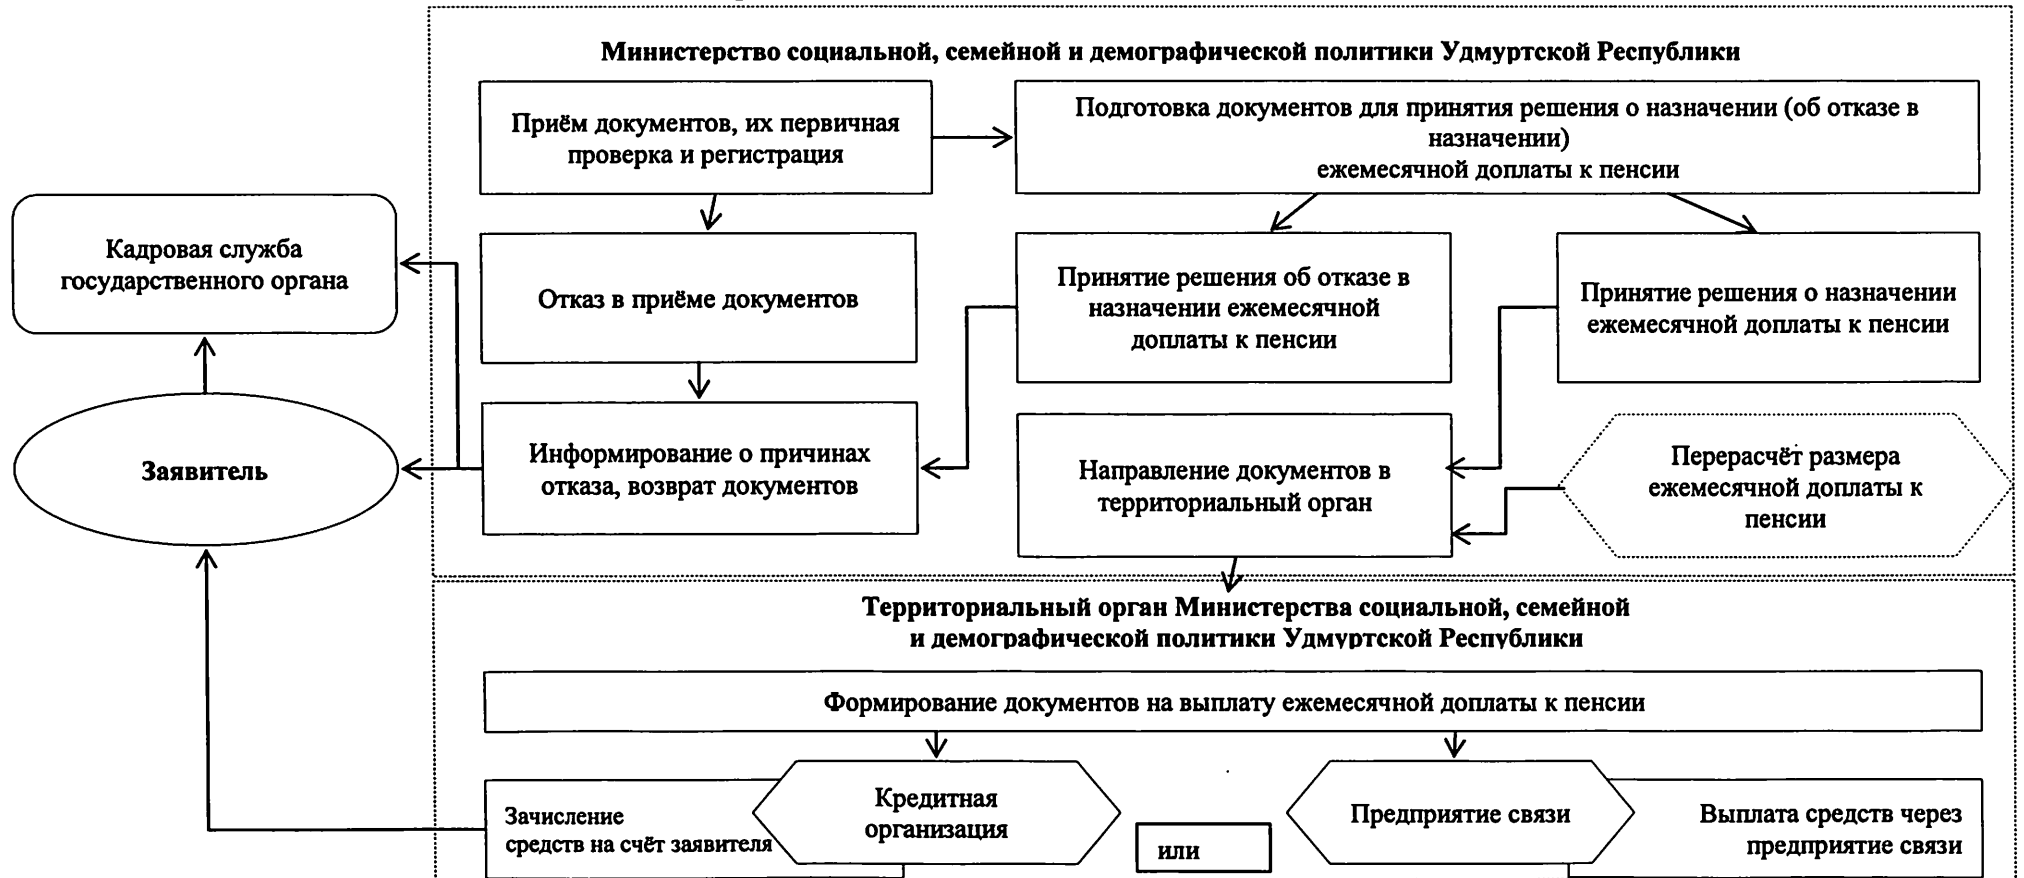 Министерство социальной, семейной и демографической политики Удмуртской Республики
Приём документов, их первичная
проверка и регистрация
Подготовка документов для принятия решения о назначении (об отказе в
назначении)
ежемесячной доплаты к пенсии
Кадровая служба
государственного органа
Отказ в приёме документов
Принятие решения об отказе в
назначении ежемесячной
доплаты к пенсии
Принятие решения о назначении
ежемесячной доплаты к пенсии
Заявитель
Информирование о причинах
отказа, возврат документов
Направление документов в
территориальный орган
Перерасчёт размера
ежемесячной доплаты к
пенсии
Территориальный орган Министерства социальной, семейной
и демографической политики Удмуртской Республики
Формирование документов на выплату ежемесячной доплаты к пенсии
Зачисление
средств на счёт заявителя
Кредитная
организация
или
Предприятие связи
Выплата средств через
предприятие связи